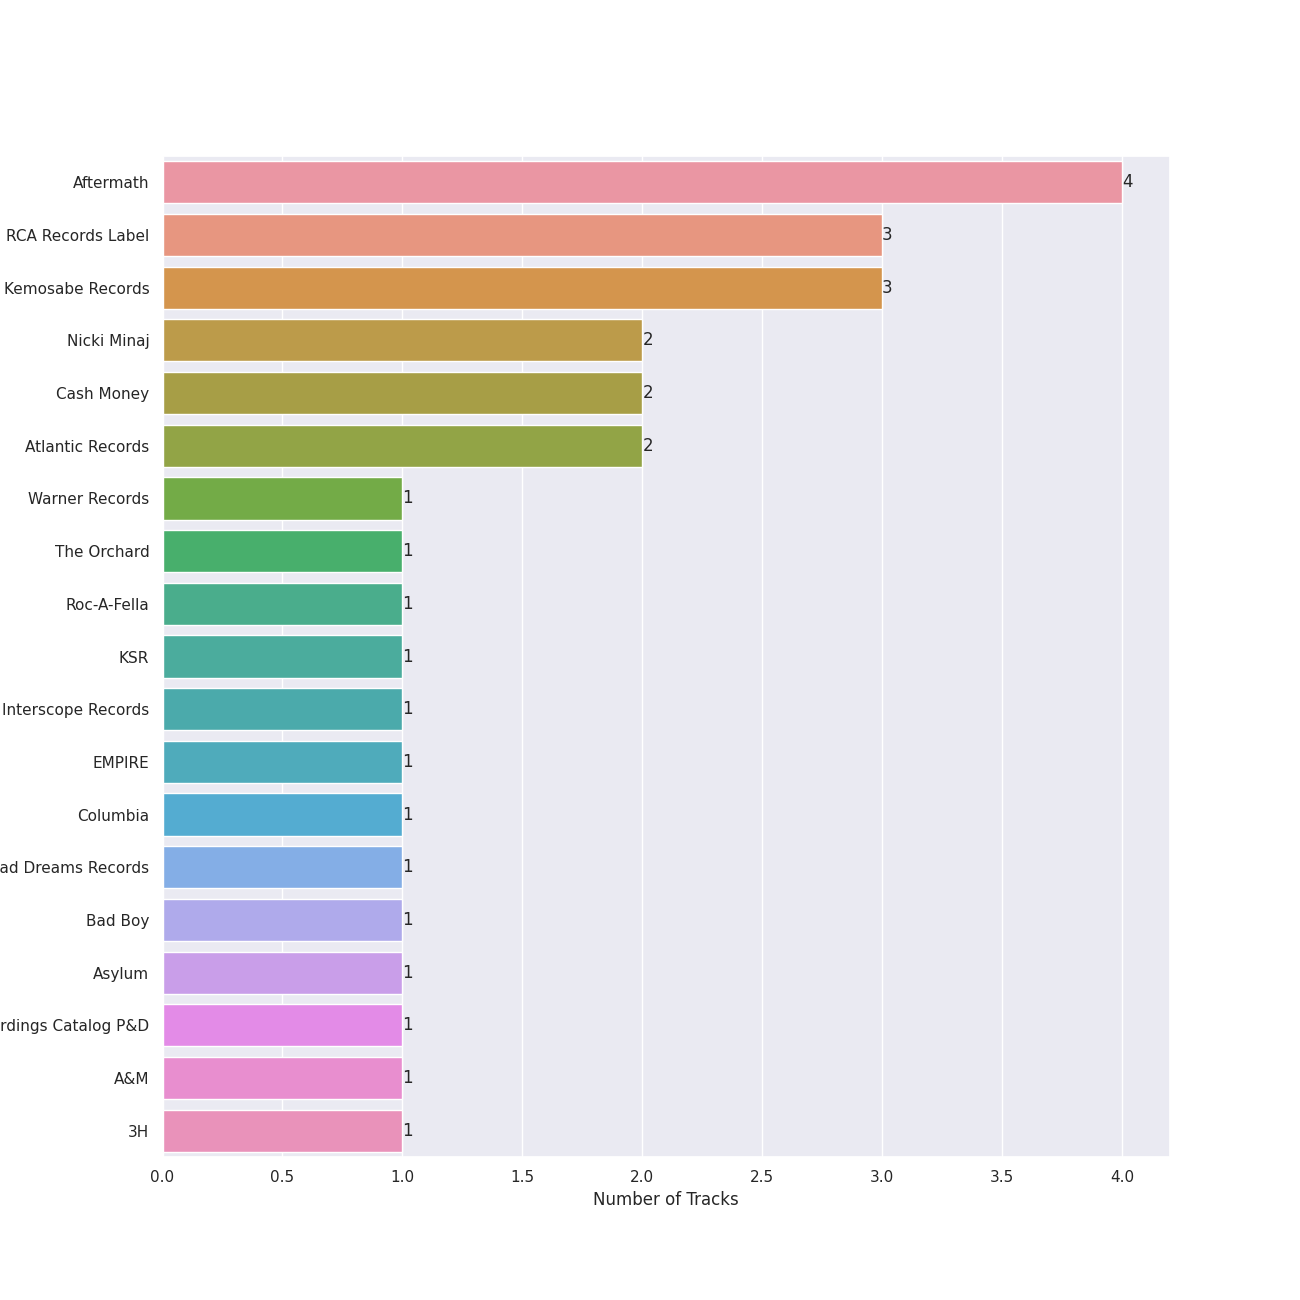 Aftermath 4
RCA Records Label 3
Kemosabe Records 3
Nicki Minaj 2
Cash Money 2
Atlantic Records 2
Warner Records 1
The Orchard 1
Roc-A-Fella 1
KSR 1
Interscope Records 1
EMPIRE 1
Columbia 1
Dreams Records 1
Bad Boy 1
Asylum 1
Catalog P&D 1
A&M 1
3H 1
0.0 0.5 1.0 1.5 2.0 2.5 3.0 3.5 4.0
Number of Tracks